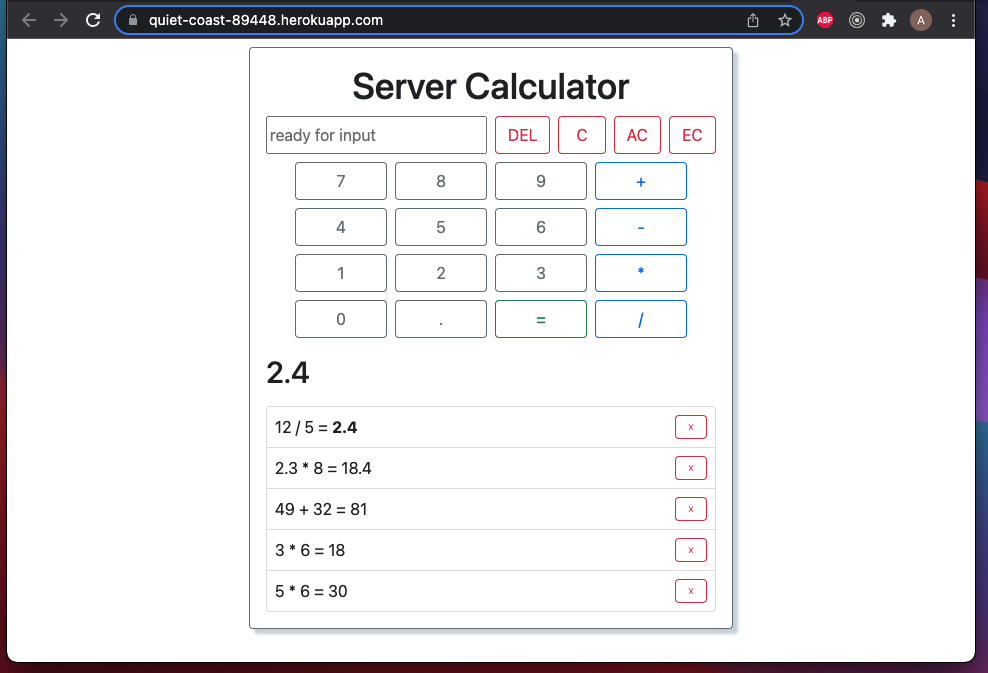 quiet-coast-89448.herokuapp.com
ABP
A
Server Calculator
ready for input DEL C AC EC
7 8 9 +
4 5 6 -
1 2 3 *
0 . = /
2.4
12 / 5 = 2.4 x
2.3 * 8 = 18.4 x
49 + 32 = 81 x
3 * 6 = 18 x
5 * 6 = 30 x